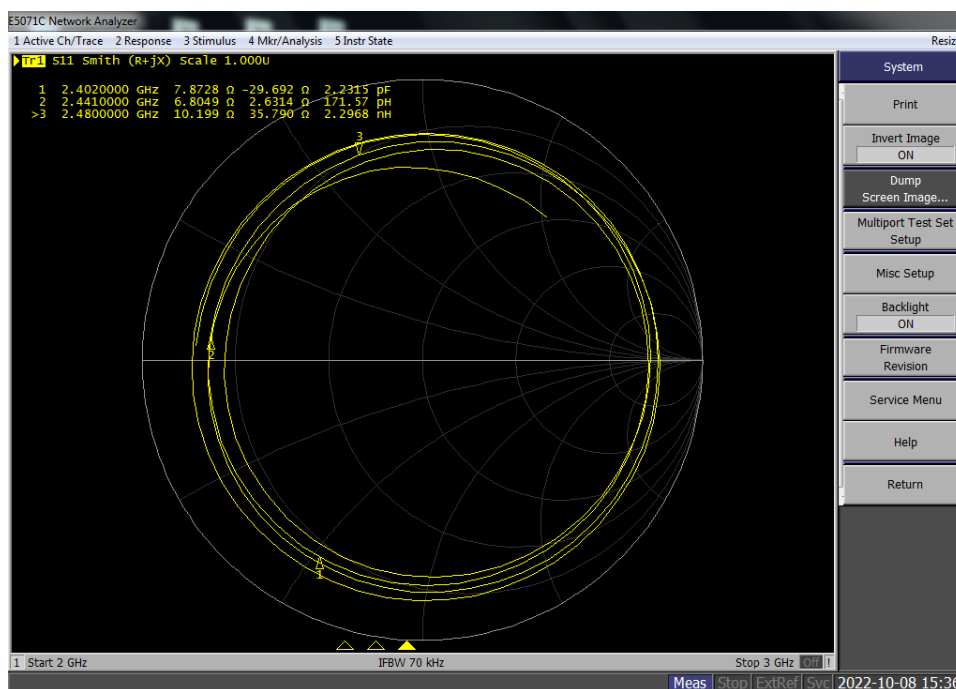 E5071C Network Analyzer
1 Active Ch/Trace 2 Response 3 Stimulus 4 Mkr/Analysis 5 Instr State
Resiz
Tr1 S11 Smith (R+jX) Scale 1.000U
1 2.4020000 GHz 7.8728 Ω -29.692 Ω 2.2315 pF
2 2.4410000 GHz 6.8049 Ω 2.6314 Ω 171.57 pH
>3 2.4800000 GHz 10.199 Ω 35.790 Ω 2.2968 nH
3
2
1
System
Print
Invert Image
ON
Dump
Screen Image...
Multiport Test Set
Setup
Misc Setup
Backlight
ON
Firmware
Revision
Service Menu
Help
Return
1 Start 2 GHz
IFBW 70 kHz
Stop 3 GHz Off !
Meas Stop ExtRef Svc 2022-10-08 15:36